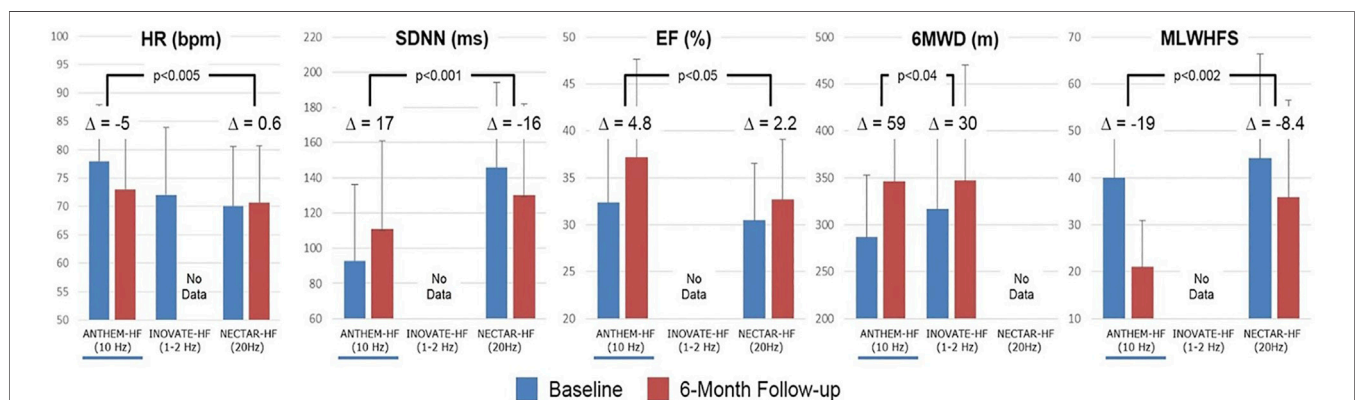 HR (bpm)
100
95
90
85
80
75
70
65
60
55
50
p<0.005
Δ = -5
Δ = 0.6
No
Data
ANTHEM-HF
(10 Hz)
INOVATE-HF
(1-2 Hz)
NECTAR-HF
(20Hz)
SDNN (ms)
220
200
180
160
140
120
100
80
60
p<0.001
Δ = 17
Δ = -16
No
Data
ANTHEM-HF
(10 Hz)
INOVATE-HF
(1-2 Hz)
NECTAR-HF
(20Hz)
EF (%)
50
45
40
35
30
25
20
p<0.05
Δ = 4.8
Δ = 2.2
No
Data
ANTHEM-HF
(10 Hz)
INOVATE-HF
(1-2 Hz)
NECTAR-HF
(20Hz)
6MWD (m)
500
450
400
350
300
250
200
p<0.04
Δ = 59
Δ = 30
No
Data
ANTHEM-HF
(10 Hz)
INOVATE-HF
(1-2 Hz)
NECTAR-HF
(20Hz)
MLWHFS
70
60
50
40
30
20
10
p<0.002
Δ = -19
Δ = -8.4
No
Data
ANTHEM-HF
(10 Hz)
INOVATE-HF
(1-2 Hz)
NECTAR-HF
(20Hz)
Baseline
6-Month Follow-up